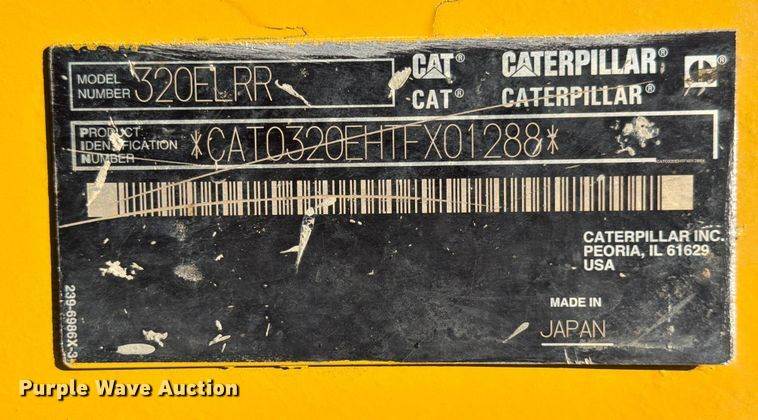 MODEL NUMBER 320ELRR
CAT® CATERPILLAR®
CAT® CATERPILLAR®
PRODUCT IDENTIFICATION NUMBER *CAT0320EHTFX01288*
CATERPILLAR INC.
PEORIA, IL 61629
USA
MADE IN
JAPAN
239-6986X-3
Purple Wave Auction